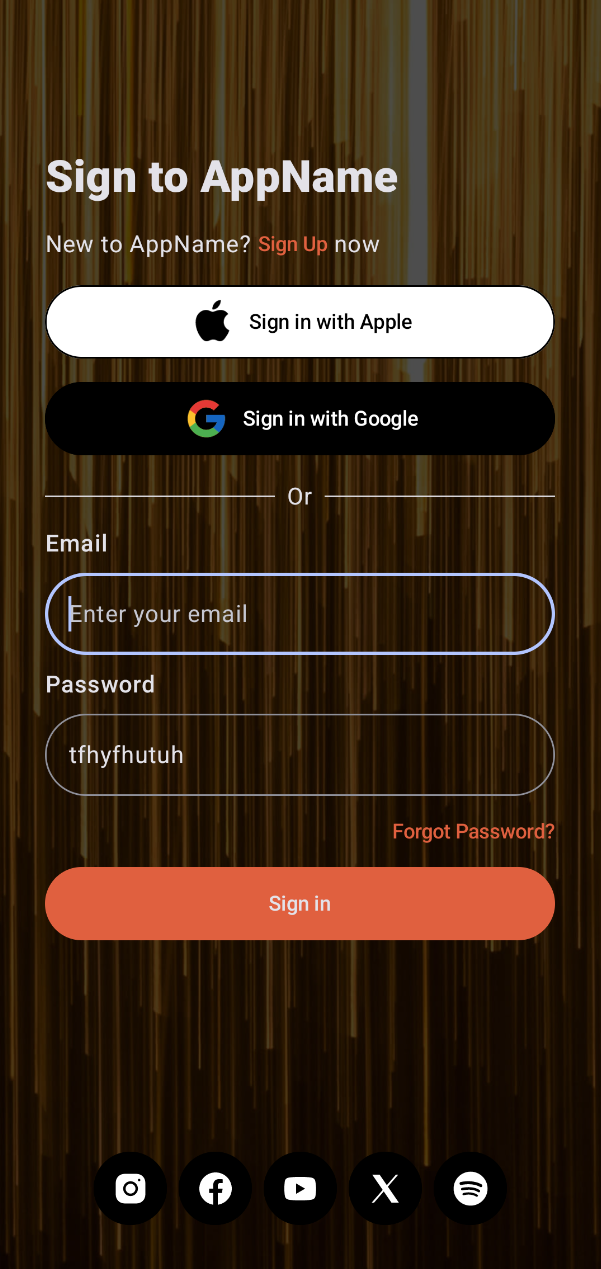 Sign to AppName
New to AppName? Sign Up now
Sign in with Apple
Sign in with Google
Or
Email
Enter your email
Password
tfhyfhutuh
Forgot Password?
Sign in